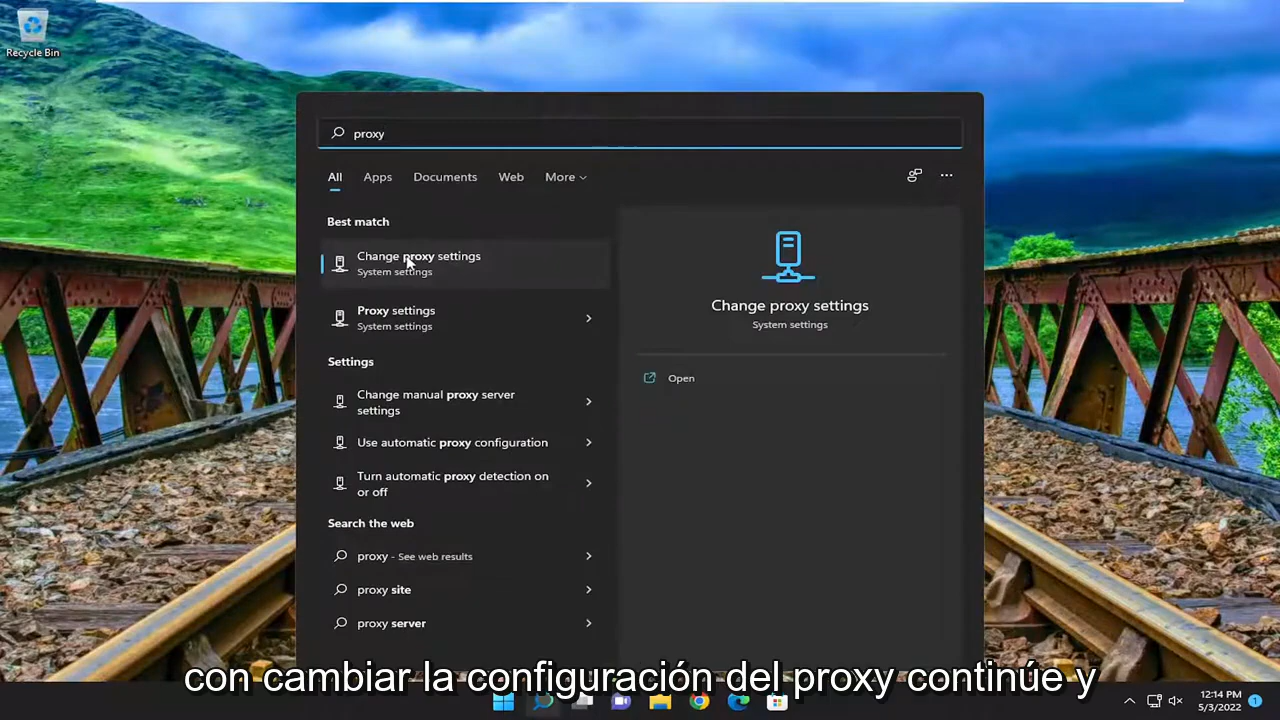 Recycle Bin
proxy
All
Apps
Documents
Web
More
Best match
Change proxy settings
System settings
Proxy settings
System settings
Settings
Change manual proxy server
settings
Use automatic proxy configuration
Turn automatic proxy detection on
or off
Search the web
proxy - See web results
proxy site
proxy server
Change proxy settings
System settings
Open
con cambiar la configuración del proxy continúe y
12:14 PM
5/3/2022
1